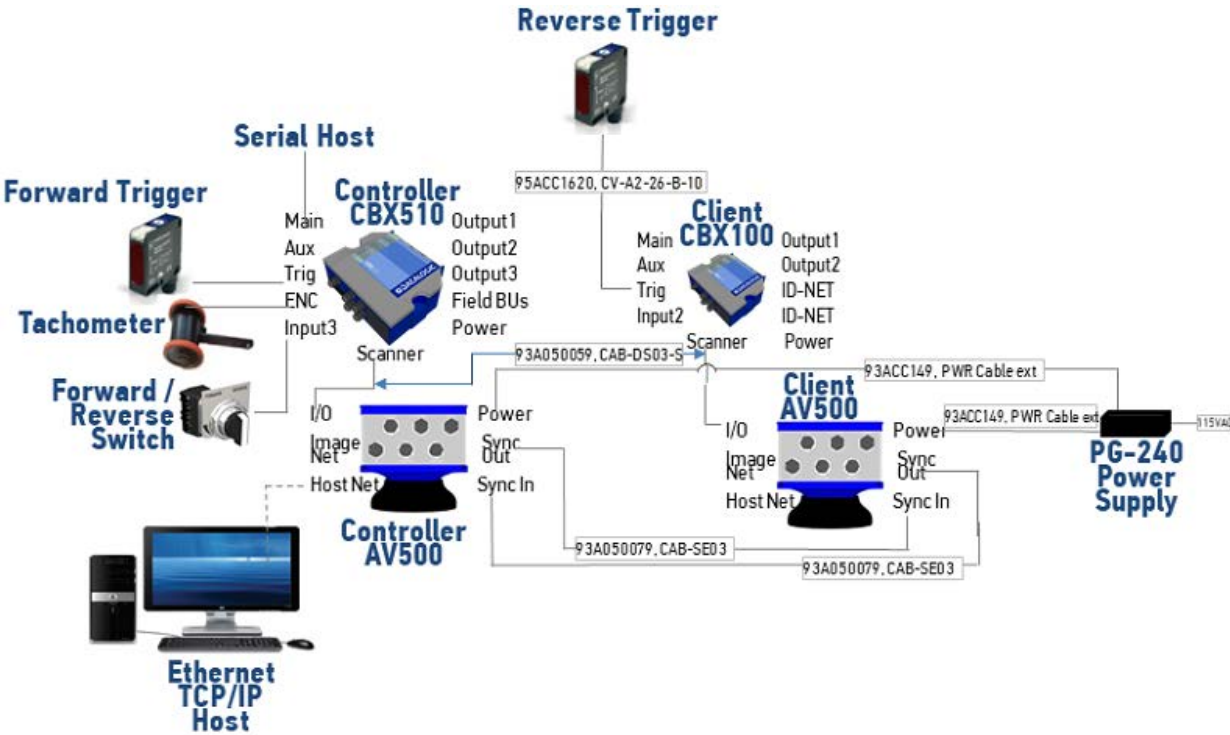 Reverse Trigger
Serial Host
95ACC1620, CV-A2-26-B-10
Forward Trigger
Controller
CBX510
Main
Aux
Trig
ENC
Input3
Output1
Output2
Output3
Field BUs
Power
Scanner
DATALOGIC
Client
CBX100
Main
Aux
Trig
Input2
Output1
Output2
ID-NET
ID-NET
Power
Scanner
Tachometer
93A050059, CAB-DS03-S
93ACC149, PWR Cable ext
Forward /
Reverse
Switch
I/O
Image
Net
Host Net
Power
Sync
Out
Sync In
Controller
AV500
Client
AV500
I/O
Image
Net
Host Net
Power
Sync
Out
Sync In
93ACC149, PWR Cable ext
115VAC
PG-240
Power
Supply
93A050079, CAB-SE03
93A050079, CAB-SE03
Ethernet
TCP/IP
Host